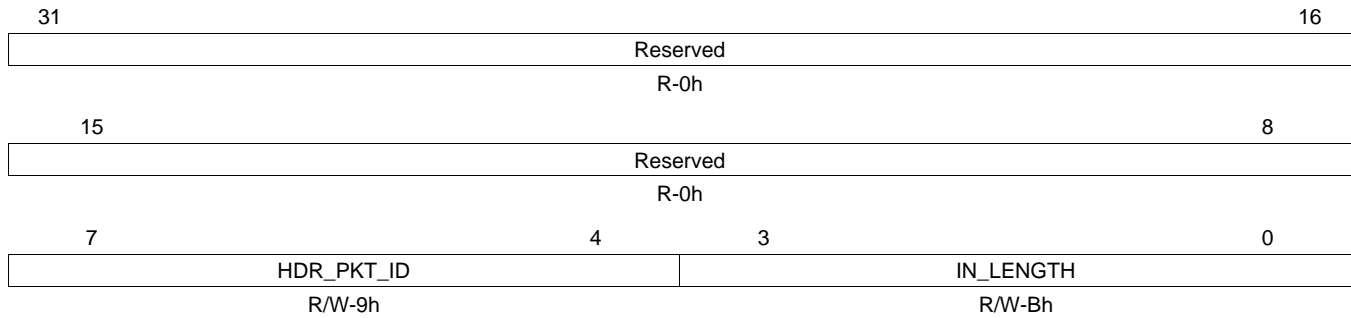 31 16
Reserved
R-0h
15 8
Reserved
R-0h
7 4 3 0
HDR_PKT_ID IN_LENGTH
R/W-9h R/W-Bh